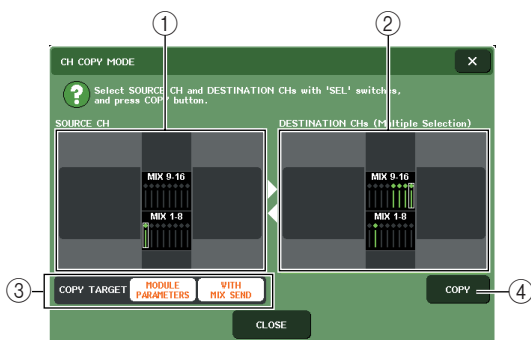 ① ②
CH COPY MODE ×
? Select SOURCE CH and DESTINATION CHs with 'SEL' switches,
and press COPY button.
SOURCE CH DESTINATION CHs (Multiple Selection)
MIX 9-16 MIX 9-16
MIX 1-8 MIX 1-8
③ COPY TARGET MODULE PARAMETERS WITH MIX SEND COPY ④
CLOSE